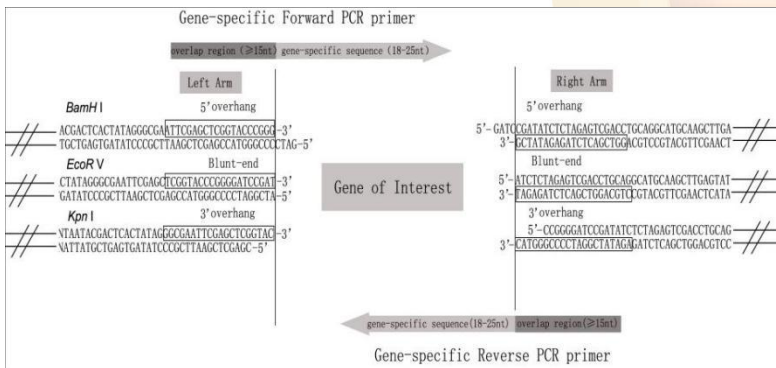 Gene-specific Forward PCR primer
overlap region (≥15nt) gene-specific sequence (18-25nt)
Left Arm
Right Arm
BamH I 5'overhang
ACGACTCACTATAGGGCGAATTCGAGCTCGGTACCCGGG-3'
TGCTGAGTGATATCCCGCTTAAGCTCGAGCCATGGGCCCCTAG-5'
5'overhang
5'-GATCCGATATCTCTAGAGTCGACCTGCAGGCATGCAAGCTTGA
3'-GCTATAGAGATCTCAGCTGGACGTCCGTACGTTCGAACT
EcoR V Blunt-end
CTATAGGGCGAATTCGAGCTCGGTACCCGGGGATCCGAT-3'
GATATCCCGCTTAAGCTCGAGCCATGGGCCCCTAGGCTA-5'
Gene of Interest
Blunt-end
5'-ATCTCTAGAGTCGACCTGCAGGCATGCAAGCTTGAGTAT
3'-TAGAGATCTCAGCTGGACGTCCGTACGTTCGAACTCATA
Kpn I 3'overhang
NTAATACGACTCACTATAGGGCGAATTCGAGCTCGGTAC-3'
NATTATGCTGAGTGATATCCCGCTTAAGCTCGAGC-5'
3'overhang
5'-CCGGGGATCCGATATCTCTAGAGTCGACCTGCAG
3'-CATGGGCCCCTAGGCTATAGAGATCTCAGCTGGACGTCC
gene-specific sequence(18-25nt) overlap region(≥15nt)
Gene-specific Reverse PCR primer